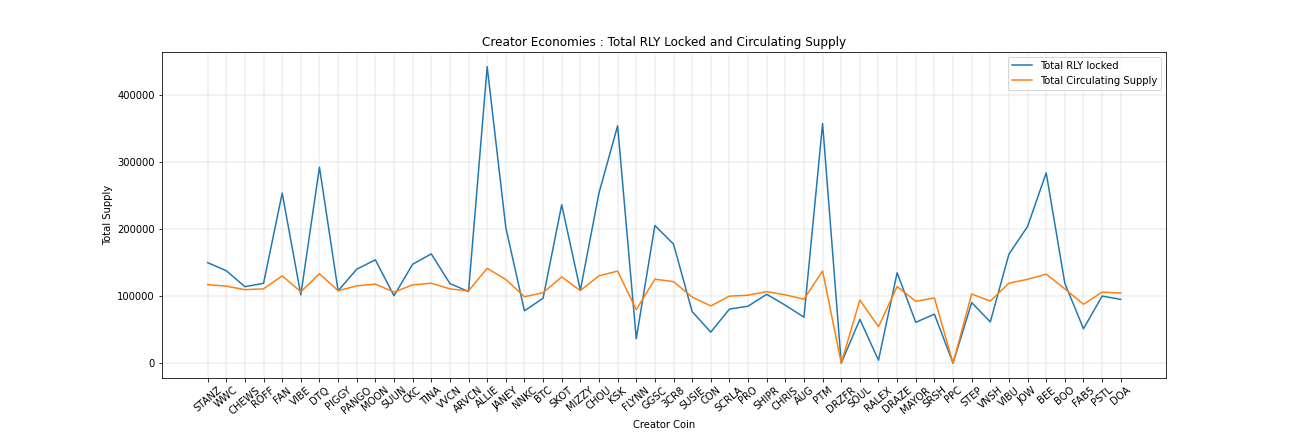 Creator Economies : Total RLY Locked and Circulating Supply
Total RLY locked
Total Circulating Supply
Total Supply
400000
300000
200000
100000
0
STANZ WWC CHEWS ROFF FAN VIBE DTQ PIGGY PANGO MOON SUUN CKC TINA VVCN ARVCN ALLIE JANEY NNKC BTC SKOT MIZZY CHOU KSK FLYNN GGSC 3CRB SUSIE CON SCRLA PRO SHIPR CHRIS AUG PTM DRZFR SOUL RALEX DRAZE MAYOR SRSH PPC STEP VNSH VIBU JOW BEE BOO FABS PSTL DOA
Creator Coin